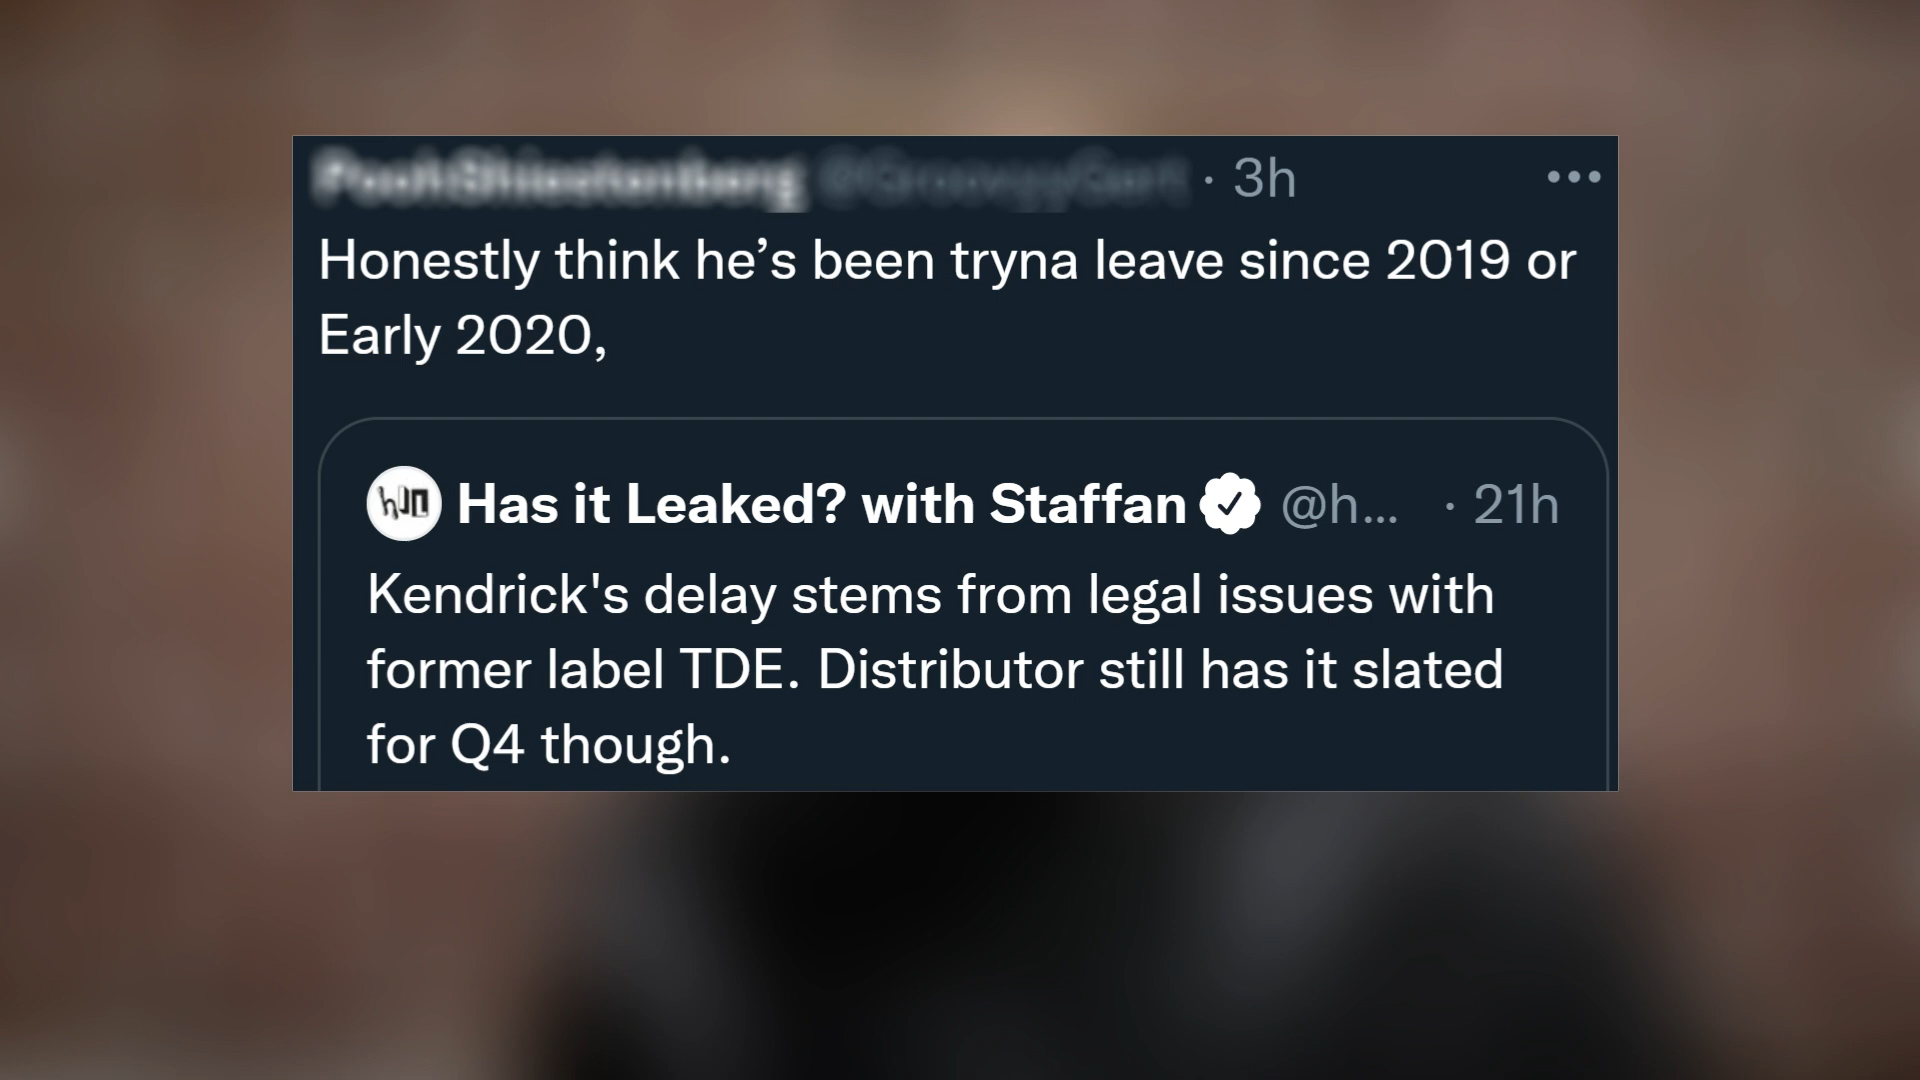 · 3h
Honestly think he’s been tryna leave since 2019 or
Early 2020,
Has it Leaked? with Staffan @h... · 21h
Kendrick's delay stems from legal issues with
former label TDE. Distributor still has it slated
for Q4 though.